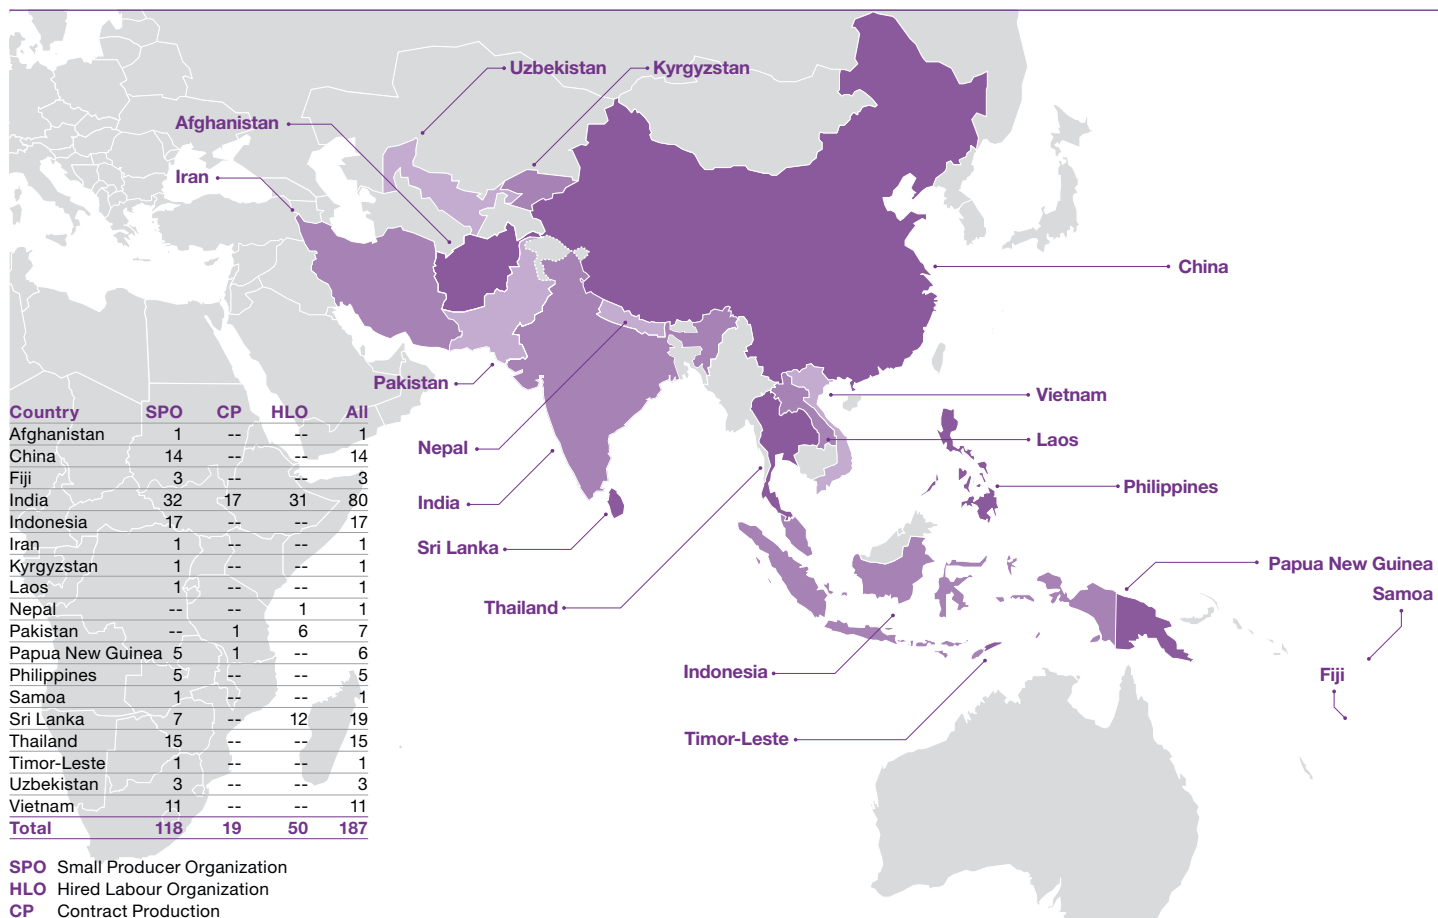 Uzbekistan
Kyrgyzstan
Afghanistan
Iran
China
Pakistan
Vietnam
Nepal
Laos
India
Philippines
Sri Lanka
Papua New Guinea
Samoa
Thailand
Indonesia
Fiji
Timor-Leste
Country SPO CP HLO All
Afghanistan 1 -- -- 1
China 14 -- -- 14
Fiji 3 -- -- 3
India 32 17 31 80
Indonesia 17 -- -- 17
Iran 1 -- -- 1
Kyrgyzstan 1 -- -- 1
Laos 1 -- -- 1
Nepal -- -- 1 1
Pakistan -- 1 6 7
Papua New Guinea 5 1 -- 6
Philippines 5 -- -- 5
Samoa 1 -- -- 1
Sri Lanka 7 -- 12 19
Thailand 15 -- -- 15
Timor-Leste 1 -- -- 1
Uzbekistan 3 -- -- 3
Vietnam 11 -- -- 11
Total 118 19 50 187
SPO Small Producer Organization
HLO Hired Labour Organization
CP Contract Production